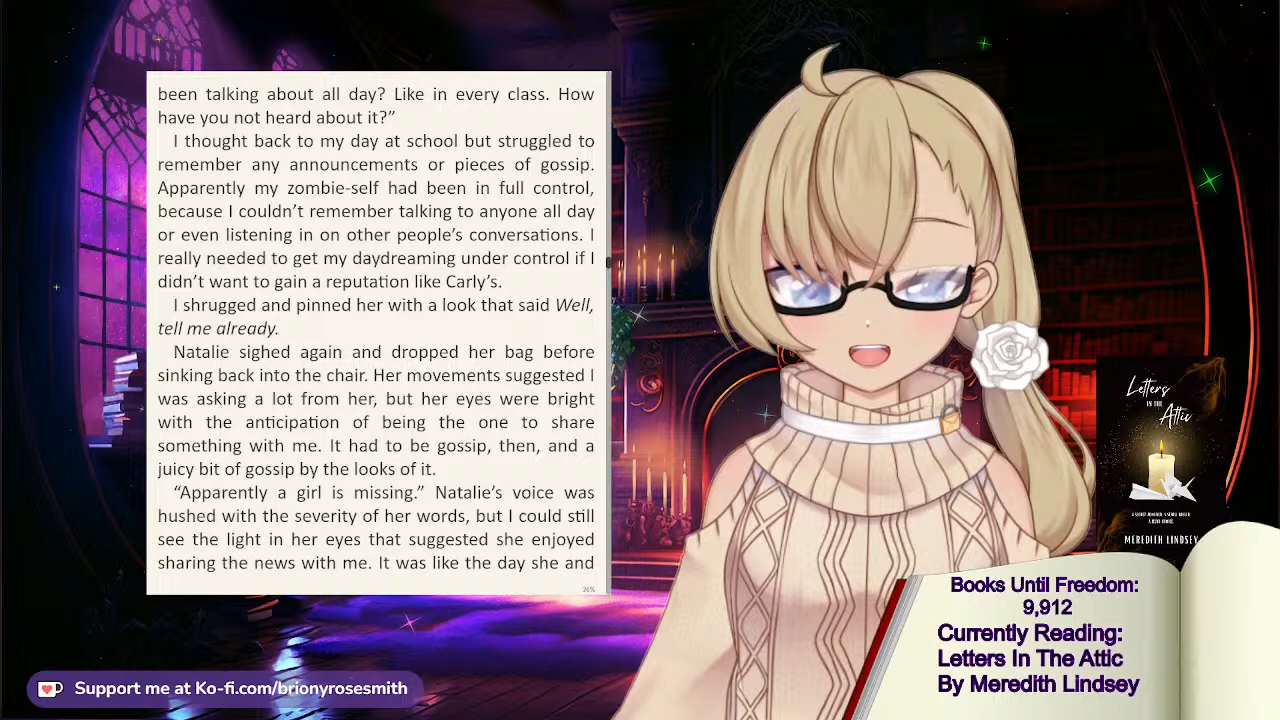 been talking about all day? Like in every class. How
have you not heard about it?”
I thought back to my day at school but struggled to
remember any announcements or pieces of gossip.
Apparently my zombie-self had been in full control,
because I couldn’t remember talking to anyone all day
or even listening in on other people’s conversations. I
really needed to get my daydreaming under control if I
didn’t want to gain a reputation like Carly’s.
I shrugged and pinned her with a look that said Well,
tell me already.
Natalie sighed again and dropped her bag before
sinking back into the chair. Her movements suggested I
was asking a lot from her, but her eyes were bright
with the anticipation of being the one to share
something with me. It had to be gossip, then, and a
juicy bit of gossip by the looks of it.
“Apparently a girl is missing.” Natalie’s voice was
hushed with the severity of her words, but I could still
see the light in her eyes that suggested she enjoyed
sharing the news with me. It was like the day she and
36%
Letters
IN THE
Attic
MEREDITH LINDSEY
Books Until Freedom:
9,912
Currently Reading:
Letters In The Attic
By Meredith Lindsey
Support me at Ko-fi.com/brionyrosesmith